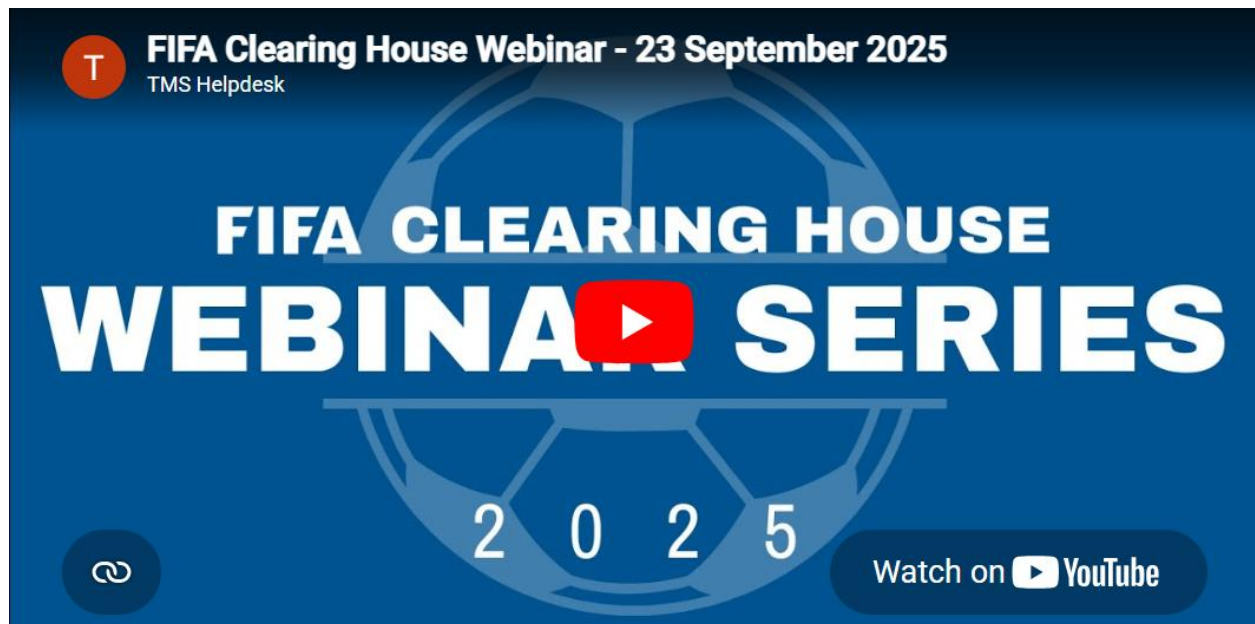 T
FIFA Clearing House Webinar - 23 September 2025
TMS Helpdesk
FIFA CLEARING HOUSE
WEBINAR SERIES
2 0 2 5
Watch on YouTube